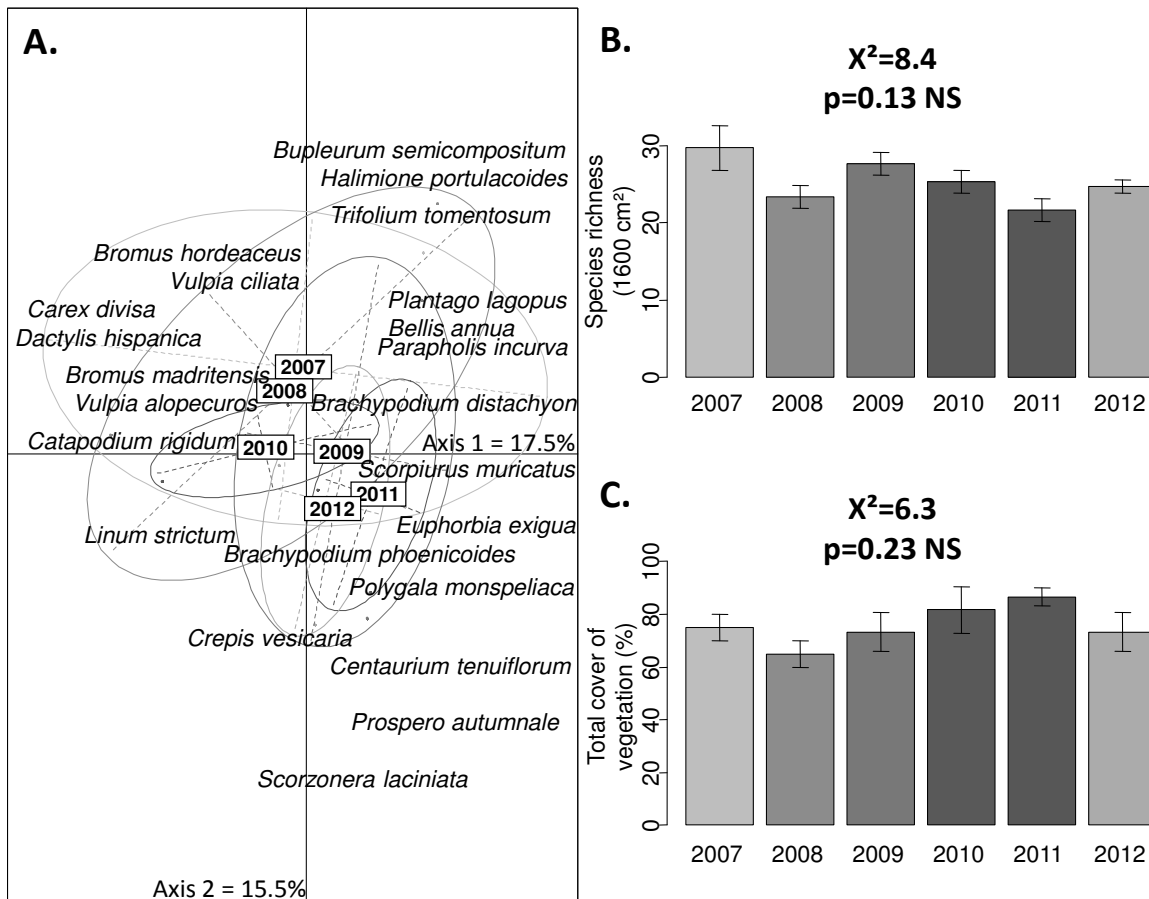 A.
Bupleurum semicompositum
Halimione portulacoides
Trifolium tomentosum
Bromus hordeaceus
Vulpia ciliata
Carex divisa
Plantago lagopus
Dactylis hispanica
Bellis annua
Parapholis incurva
2007
Bromus madritensis
2008
Vulpia alopecuros
Brachypodium distachyon
Catapodium rigidum
2010
2009
Axis 1 = 17.5%
Scorpiurus muricatus
2011
2012
Linum strictum
Euphorbia exigua
Brachypodium phoenicoides
Polygala monspeliaca
Crepis vesicaria
Centaurium tenuiflorum
Prospero autumnale
Scorzonera laciniata
Axis 2 = 15.5%
B.
X²=8.4
p=0.13 NS
Species richness
(1600 cm²)
30
20
10
0
2007 2008 2009 2010 2011 2012
C.
X²=6.3
p=0.23 NS
Total cover of
vegetation (%)
100
80
60
40
20
0
2007 2008 2009 2010 2011 2012